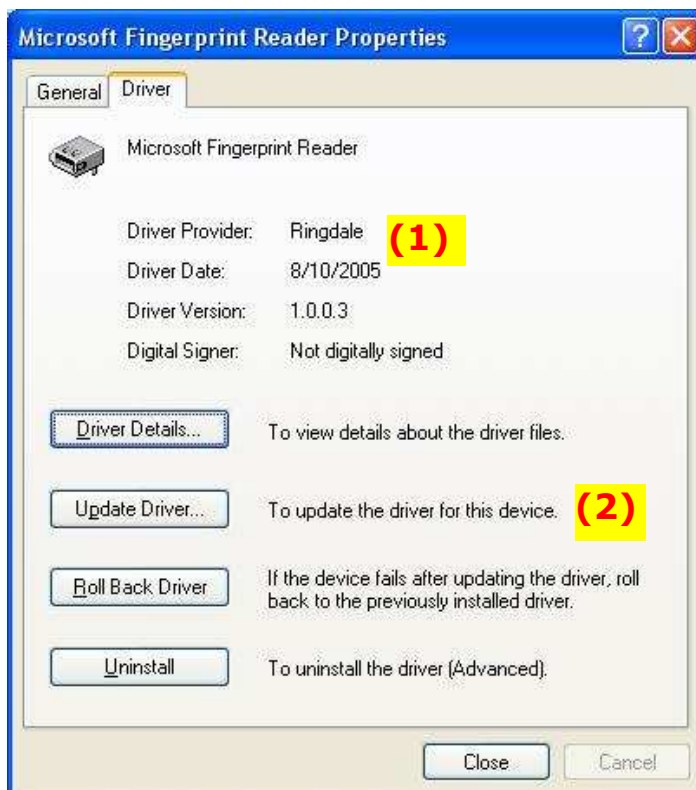 Microsoft Fingerprint Reader Properties
General Driver
Microsoft Fingerprint Reader
Driver Provider: Ringdale (1)
Driver Date: 8/10/2005
Driver Version: 1.0.0.3
Digital Signer: Not digitally signed
Driver Details... To view details about the driver files.
Update Driver... To update the driver for this device. (2)
Roll Back Driver If the device fails after updating the driver, roll
back to the previously installed driver.
Uninstall To uninstall the driver (Advanced).
Close Cancel